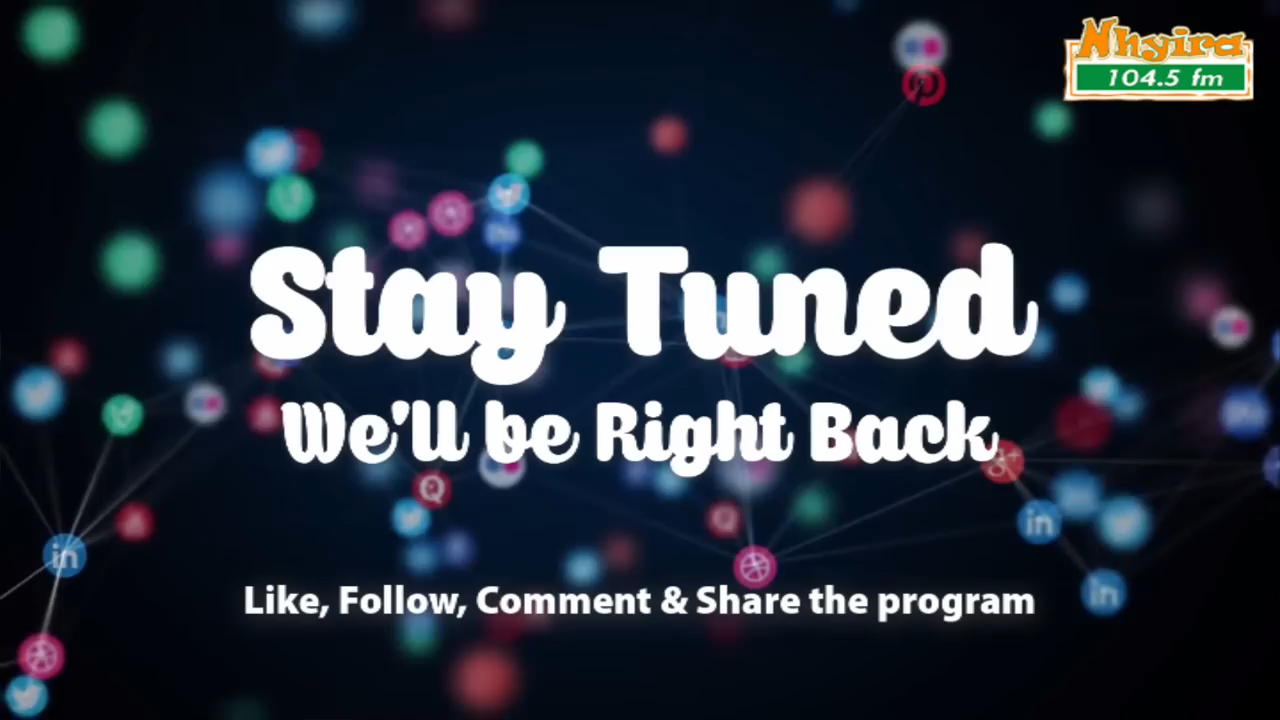 Nhyira
104.5 fm
Stay Tuned
We'll be Right Back
Like, Follow, Comment & Share the program